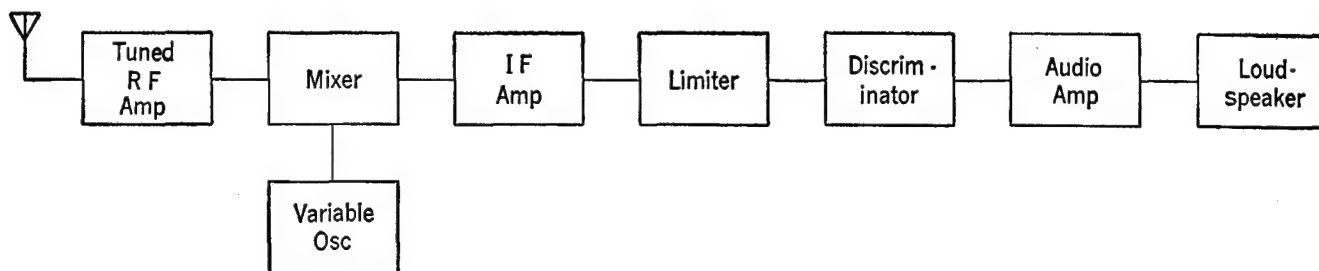 Tuned
R F
Amp
Mixer
I F
Amp
Limiter
Discrim -
inator
Audio
Amp
Loud-
speaker
Variable
Osc